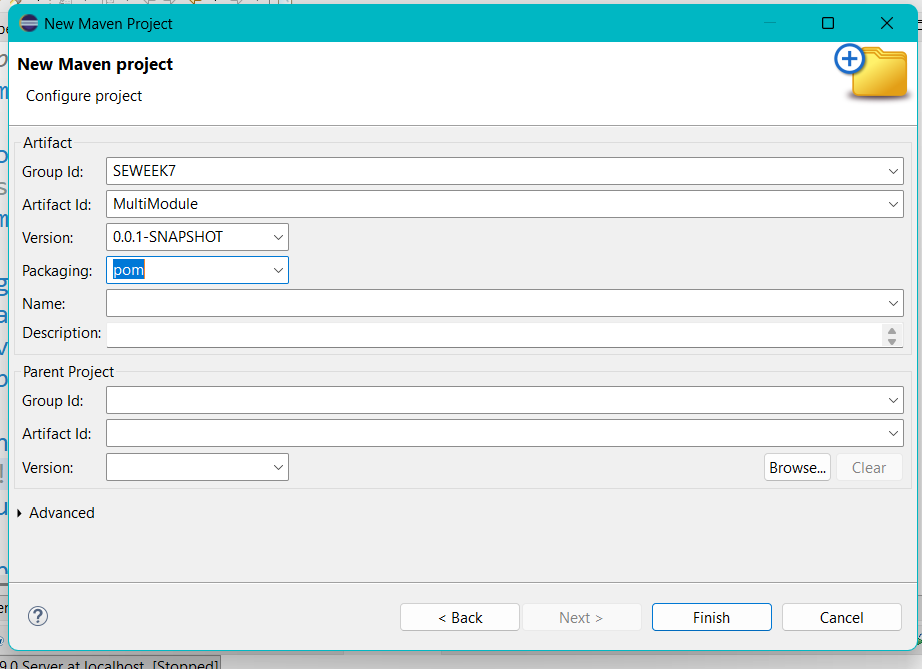 New Maven Project
New Maven project
Configure project
Artifact
Group Id: SEWEEK7
Artifact Id: MultiModule
Version: 0.0.1-SNAPSHOT
Packaging: pom
Name:
Description:
Parent Project
Group Id:
Artifact Id:
Version:
Browse... Clear
Advanced
< Back Next > Finish Cancel
9.0 Server at localhost [Stopped]